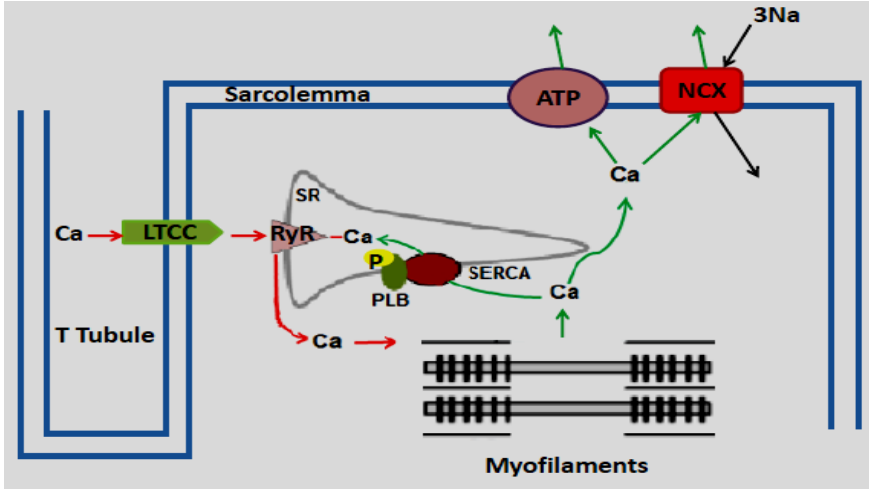 3Na
Sarcolemma
ATP
NCX
Ca
SR
Ca
LTCC
RyR
Ca
P
SERCA
PLB
Ca
T Tubule
Ca
Myofilaments